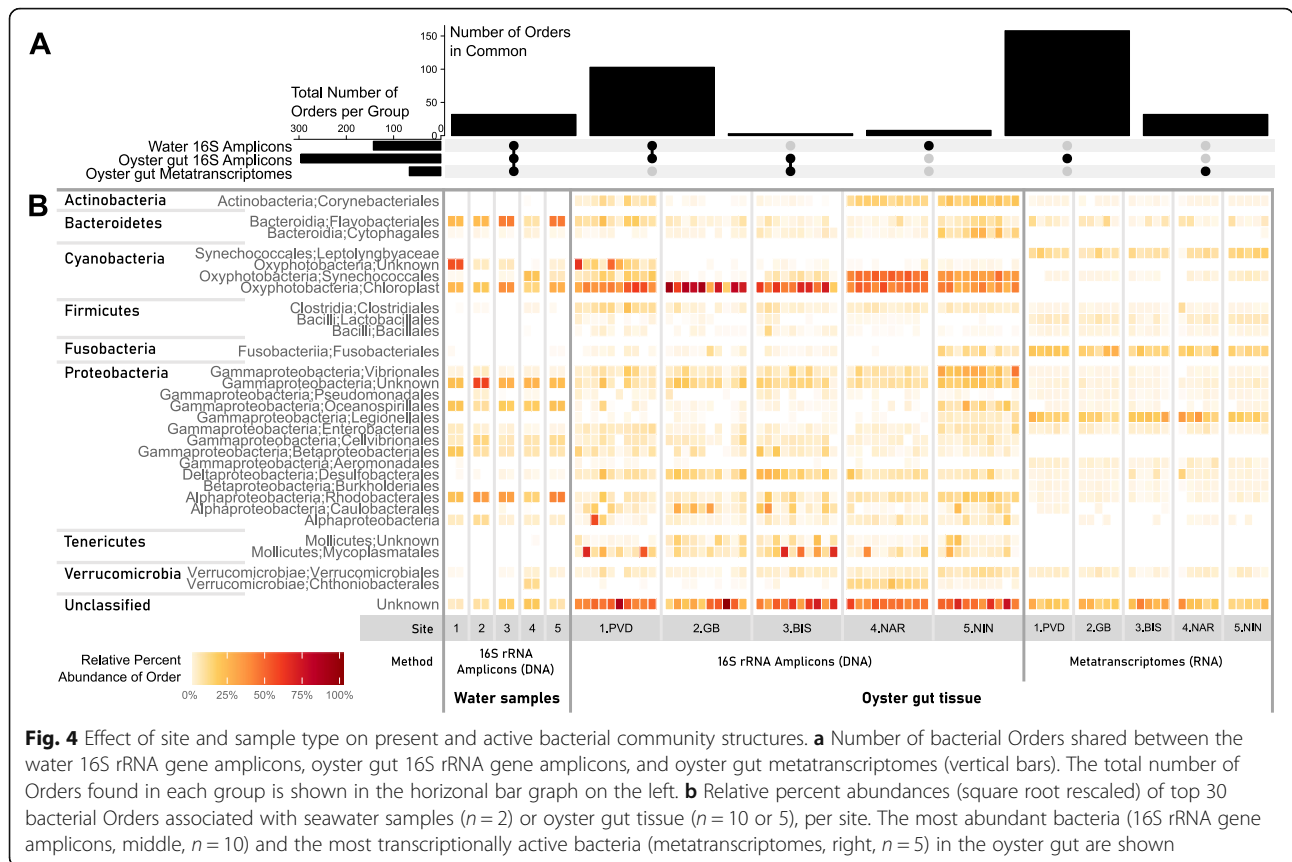 A
Number of Orders
in Common
150
100
50
0
Total Number of
Orders per Group
300
200
100
0
Water 16S Amplicons
Oyster gut 16S Amplicons
Oyster gut Metatranscriptomes
B
Actinobacteria
Actinobacteria;Corynebacteriales
Bacteroidetes
Bacteroidia;Flavobacteriales
Bacteroidia;Cytophagales
Cyanobacteria
Synechococcales;Leptolyngbyaceae
Oxyphotobacteria;Unknown
Oxyphotobacteria;Synechococcales
Oxyphotobacteria;Chloroplast
Firmicutes
Clostridia;Clostridiales
Bacilli;Lactobacillales
Bacilli;Bacillales
Fusobacteria
Fusobacteriia;Fusobacteriales
Proteobacteria
Gammaproteobacteria;Vibrionales
Gammaproteobacteria;Unknown
Gammaproteobacteria;Pseudomonadales
Gammaproteobacteria;Oceanospirillales
Gammaproteobacteria;Legionellales
Gammaproteobacteria;Enterobacteriales
Gammaproteobacteria;Cellvibrionales
Gammaproteobacteria;Betaproteobacteriales
Gammaproteobacteria;Aeromonadales
Deltaproteobacteria;Desulfobacterales
Betaproteobacteria;Burkholderiales
Alphaproteobacteria;Rhodobacterales
Alphaproteobacteria;Caulobacterales
Alphaproteobacteria
Tenericutes
Mollicutes;Unknown
Mollicutes;Mycoplasmatales
Verrucomicrobia
Verrucomicrobiae;Verrucomicrobiales
Verrucomicrobiae;Chthoniobacterales
Unclassified
Unknown
Site 1 2 3 4 5 1.PVD 2.GB 3.BIS 4.NAR 5.NIN 1.PVD 2.GB 3.BIS 4.NAR 5.NIN
Relative Percent
Abundance of Order
0% 25% 50% 75% 100%
Method
16S rRNA
Amplicons (DNA)
16S rRNA Amplicons (DNA)
Metatranscriptomes (RNA)
Water samples
Oyster gut tissue
Fig. 4 Effect of site and sample type on present and active bacterial community structures. a Number of bacterial Orders shared between the
water 16S rRNA gene amplicons, oyster gut 16S rRNA gene amplicons, and oyster gut metatranscriptomes (vertical bars). The total number of
Orders found in each group is shown in the horizonal bar graph on the left. b Relative percent abundances (square root rescaled) of top 30
bacterial Orders associated with seawater samples (n = 2) or oyster gut tissue (n = 10 or 5), per site. The most abundant bacteria (16S rRNA gene
amplicons, middle, n = 10) and the most transcriptionally active bacteria (metatranscriptomes, right, n = 5) in the oyster gut are shown